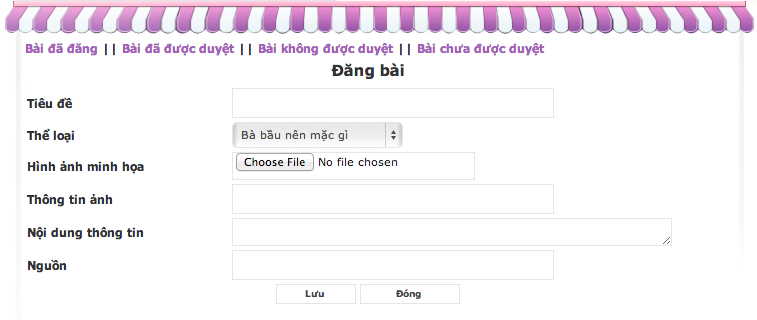 Bài đã đăng || Bài đã được duyệt || Bài không được duyệt || Bài chưa được duyệt
Đăng bài
Tiêu đề
Thể loại Bà bầu nên mặc gì
Hình ảnh minh họa Choose File No file chosen
Thông tin ảnh
Nội dung thông tin
Nguồn
Lưu Đóng